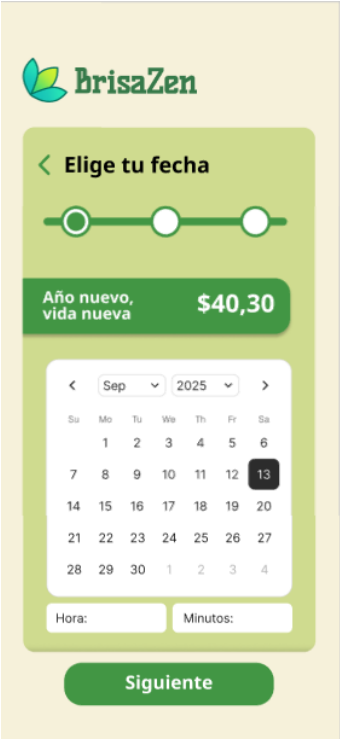 BrisaZen
Elige tu fecha
Año nuevo,
vida nueva
$40,30
Sep 2025
Su Mo Tu We Th Fr Sa
1 2 3 4 5 6
7 8 9 10 11 12 13
14 15 16 17 18 19 20
21 22 23 24 25 26 27
28 29 30 1 2 3 4
Hora: Minutos:
Siguiente